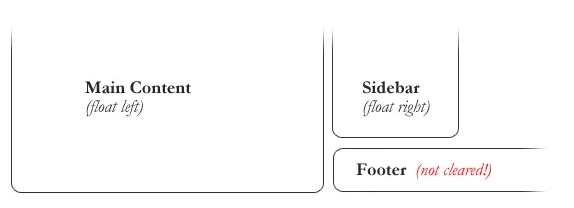 Main Content
(float left)
Sidebar
(float right)
Footer (not cleared!)